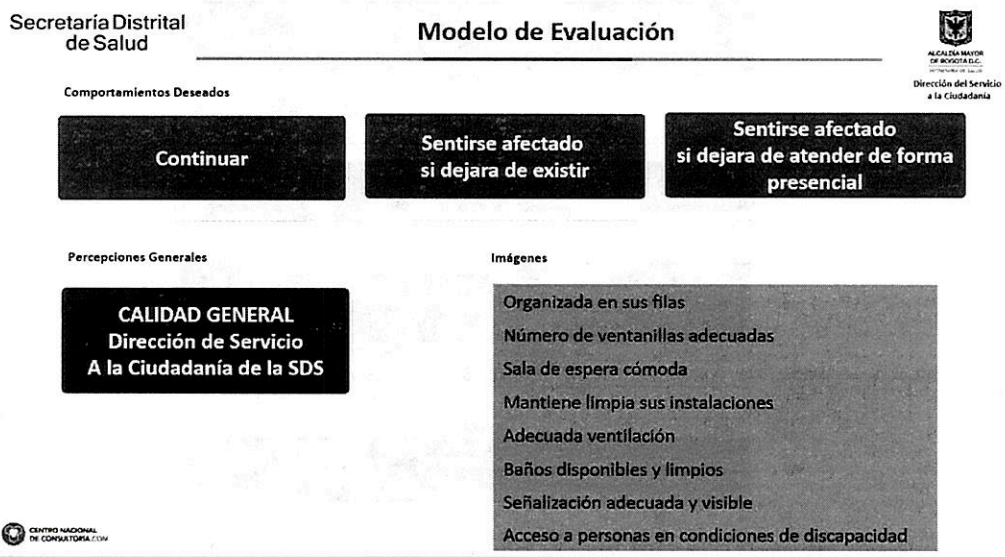 Secretaría Distrital
de Salud
Modelo de Evaluación
ALCALDÍA MAYOR
DE BOGOTÁ D.C.
Dirección del Servicio
a la Ciudadanía
Comportamientos Deseados
Continuar
Sentirse afectado
si dejara de existir
Sentirse afectado
si dejara de atender de forma
presencial
Percepciones Generales
CALIDAD GENERAL
Dirección de Servicio
A la Ciudadanía de la SDS
Imágenes
Organizada en sus filas
Número de ventanillas adecuadas
Sala de espera cómoda
Mantiene limpia sus instalaciones
Adecuada ventilación
Baños disponibles y limpios
Señalización adecuada y visible
Acceso a personas en condiciones de discapacidad
CENTRO NACIONAL
DE CONSULTORÍA.COM